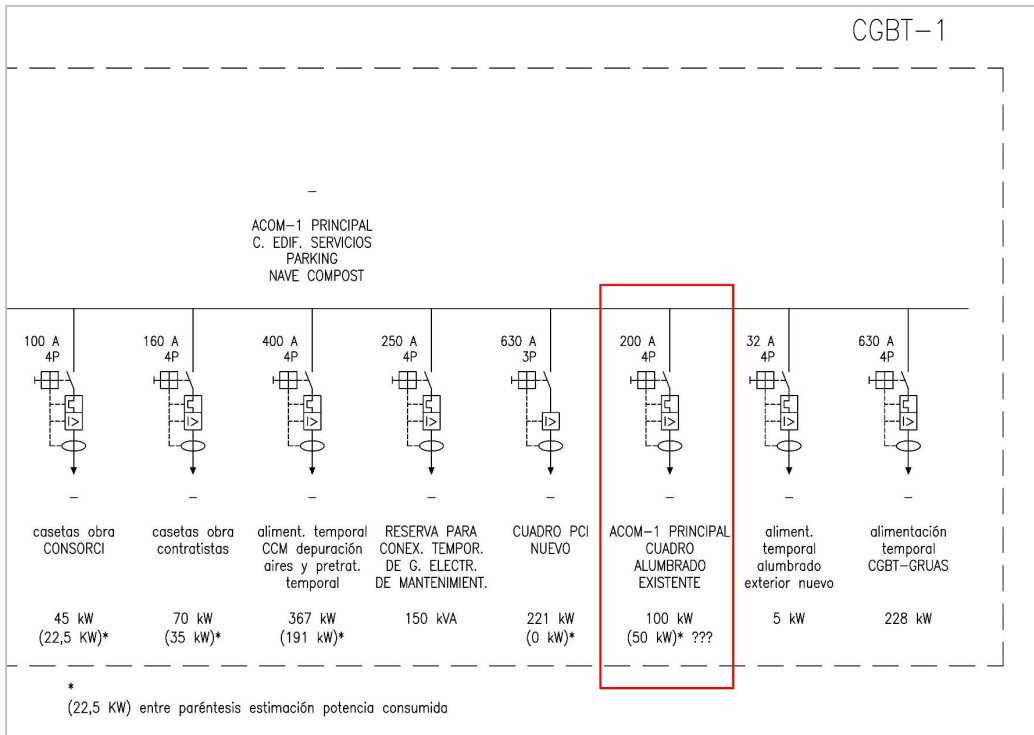 CGBT-1
-
ACOM-1 PRINCIPAL
C. EDIF. SERVICIOS
PARKING
NAVE COMPOST
100 A
4P
I>
-
casetas obra
CONSORCI
45 kW
(22,5 KW)*
160 A
4P
I>
-
casetas obra
contratistas
70 kW
(35 kW)*
400 A
4P
I>
-
aliment. temporal
CCM depuración
aires y pretrat.
temporal
367 kW
(191 kW)*
250 A
4P
I>
-
RESERVA PARA
CONEX. TEMPOR.
DE G. ELECTR.
DE MANTENIMIENT.
150 kVA
630 A
3P
I>
-
CUADRO PCI
NUEVO
221 kW
(0 kW)*
200 A
4P
I>
-
ACOM-1 PRINCIPAL
CUADRO
ALUMBRADO
EXISTENTE
100 kW
(50 kW)* ???
32 A
4P
I>
-
aliment.
temporal
alumbrado
exterior nuevo
5 kW
630 A
4P
I>
-
alimentación
temporal
CGBT-GRUAS
228 kW
*
(22,5 KW) entre paréntesis estimación potencia consumida